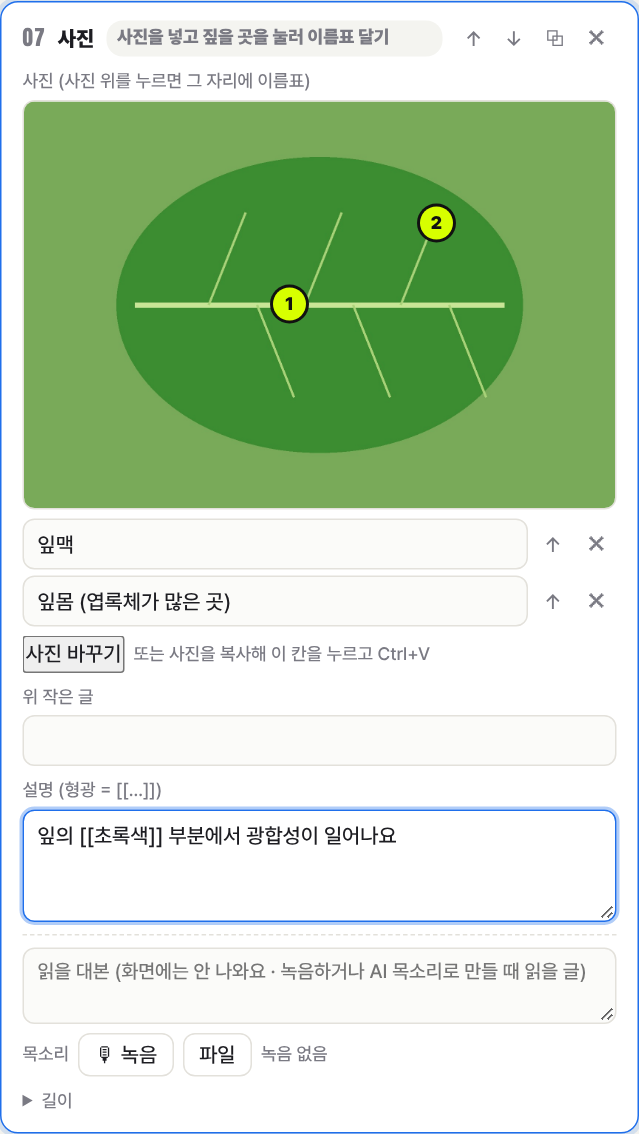 07 사진 사진을 넣고 짚을 곳을 눌러 이름표 달기
사진 (사진 위를 누르면 그 자리에 이름표)
2
1
잎맥
잎몸 (엽록체가 많은 곳)
사진 바꾸기 또는 사진을 복사해 이 칸을 누르고 Ctrl+V
위 작은 글
설명 (형광 = [[...]])
잎의 [[초록색]] 부분에서 광합성이 일어나요
읽을 대본 (화면에는 안 나와요 · 녹음하거나 AI 목소리로 만들 때 읽을 글)
목소리 녹음 파일 녹음 없음
길이